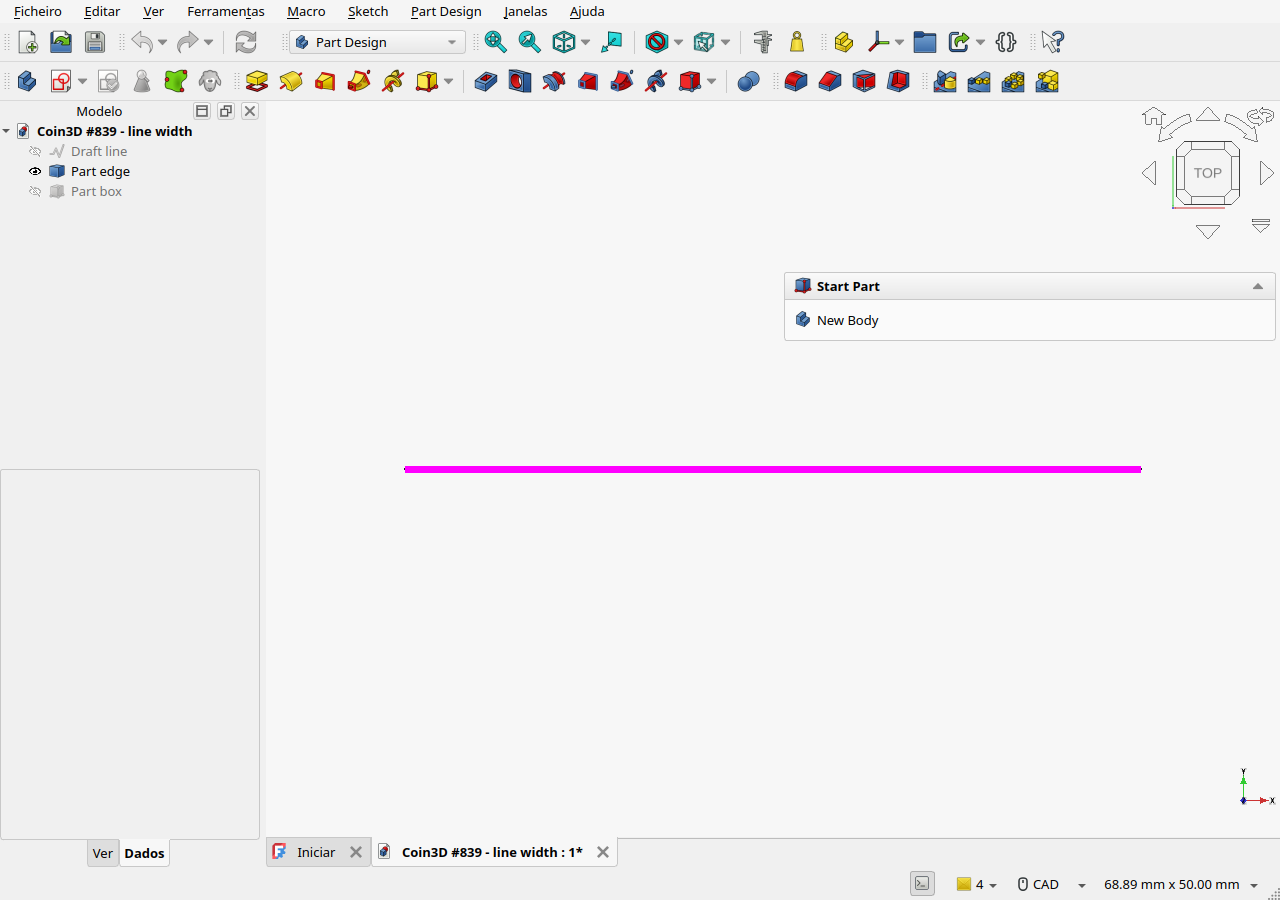 Ficheiro Editar Ver Ferramentas Macro Sketch Part Design Janelas Ajuda
Part Design
Modelo
Coin3D #839 - line width
Draft line
Part edge
Part box
TOP
Start Part
New Body
Y
X
Ver Dados
Iniciar
Coin3D #839 - line width : 1*
4 CAD 68.89 mm x 50.00 mm